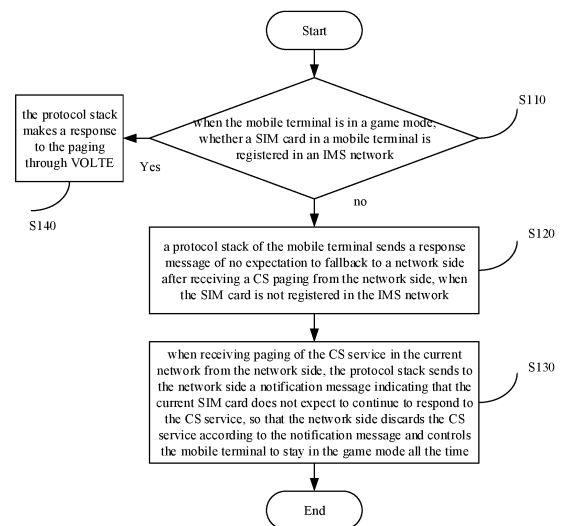 Start
when the mobile terminal is in a game mode,
whether a SIM card in a mobile terminal is
registered in an IMS network
S110
the protocol stack
makes a response
to the paging
through VOLTE
Yes
S140
no
a protocol stack of the mobile terminal sends a response
message of no expectation to fallback to a network side
after receiving a CS paging from the network side, when
the SIM card is not registered in the IMS network
S120
when receiving paging of the CS service in the current
network from the network side, the protocol stack sends to
the network side a notification message indicating that the
current SIM card does not expect to continue to respond to
the CS service, so that the network side discards the CS
service according to the notification message and controls
the mobile terminal to stay in the game mode all the time
S130
End